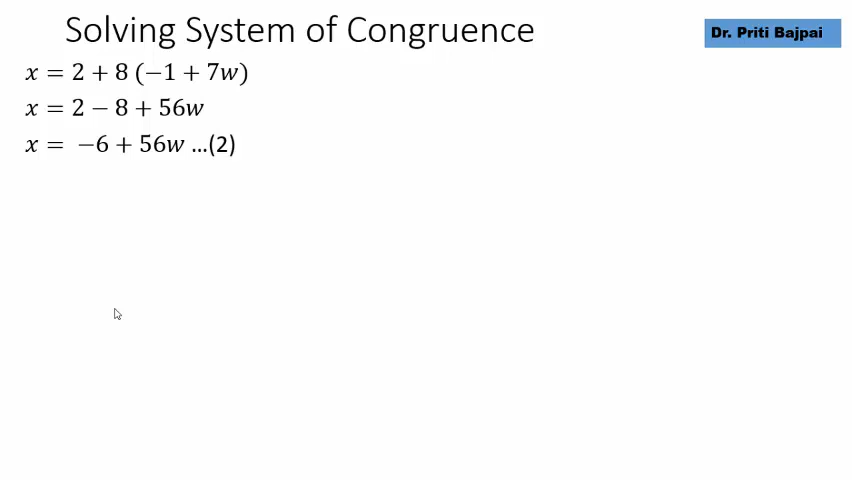 Solving System of Congruence
Dr. Priti Bajpai
x = 2 + 8 (−1 + 7w)
x = 2 − 8 + 56w
x = −6 + 56w ...(2)